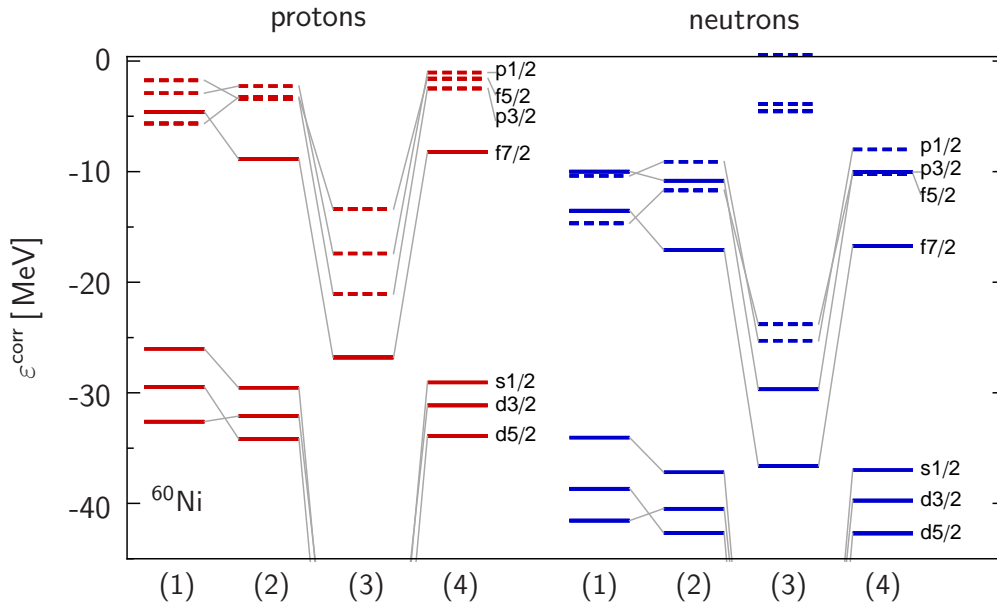 protons
neutrons
0
-10
-20
-30
-40
ε^corr [MeV]
p1/2
f5/2
p3/2
f7/2
s1/2
d3/2
d5/2
p1/2
p3/2
f5/2
f7/2
s1/2
d3/2
d5/2
⁶⁰Ni
(1) (2) (3) (4) (1) (2) (3) (4)